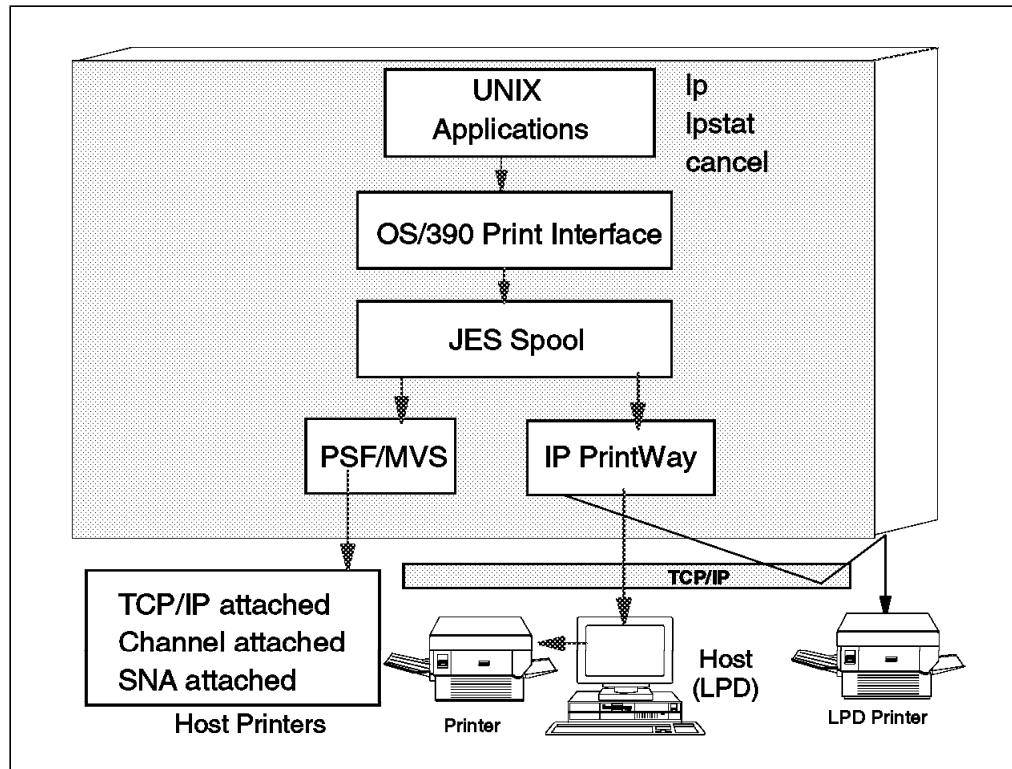 UNIX
Applications
lp
lpstat
cancel
OS/390 Print Interface
JES Spool
PSF/MVS
IP PrintWay
TCP/IP
TCP/IP attached
Channel attached
SNA attached
Host Printers
Printer
Host
(LPD)
LPD Printer